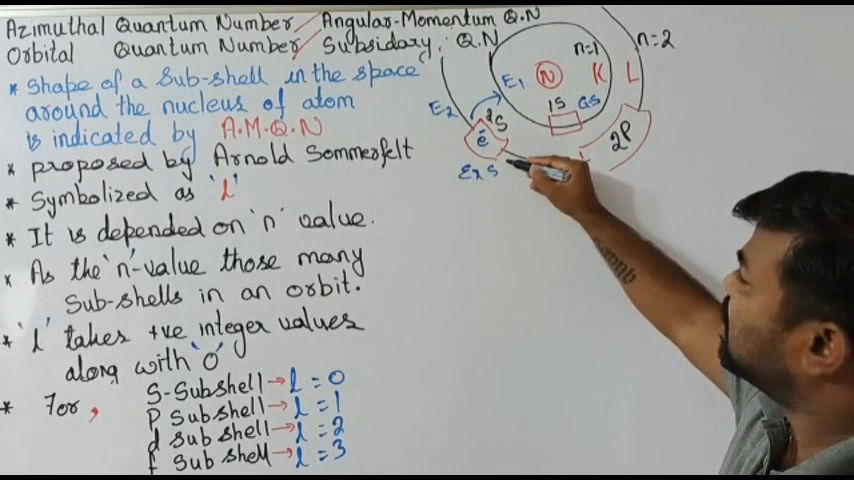 Azimuthal Quantum Number Angular-Momentum Q.N
Orbital Quantum Number Subsidary Q.N
* Shape of a Sub-shell in the space
around the nucleus of atom
is indicated by A.M.Q.N
* proposed by Arnold Sommerfelt
* Symbolized as 'l'
* It is depended on 'n' value.
* As the 'n'-value those many
Sub-shells in an orbit.
* 'l' takes +ve integer values
along with '0'
* For, S-Subshell → l = 0
P Subshell → l = 1
d Subshell → l = 2
f Sub shell → l = 3
n=1
n=2
E1
N
K
L
E2
1S
GS
2S
e-
2P
Ex S